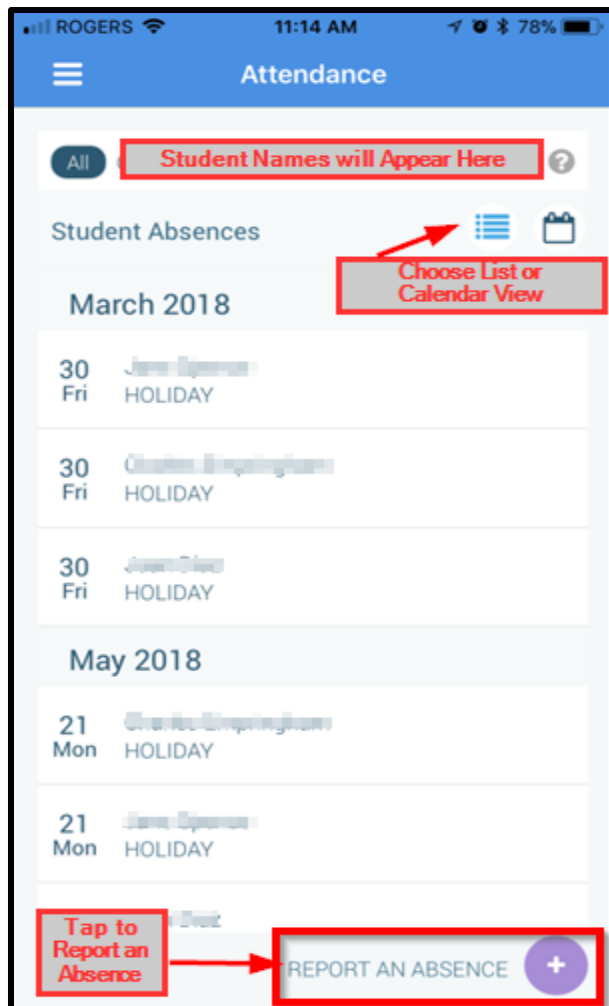 ROGERS 11:14 AM 78%
Attendance
All Student Names will Appear Here ?
Student Absences
Choose List or
Calendar View
March 2018
30
Fri HOLIDAY
30
Fri HOLIDAY
30
Fri HOLIDAY
May 2018
21
Mon HOLIDAY
21
Mon HOLIDAY
Tap to
Report an
Absence
REPORT AN ABSENCE +